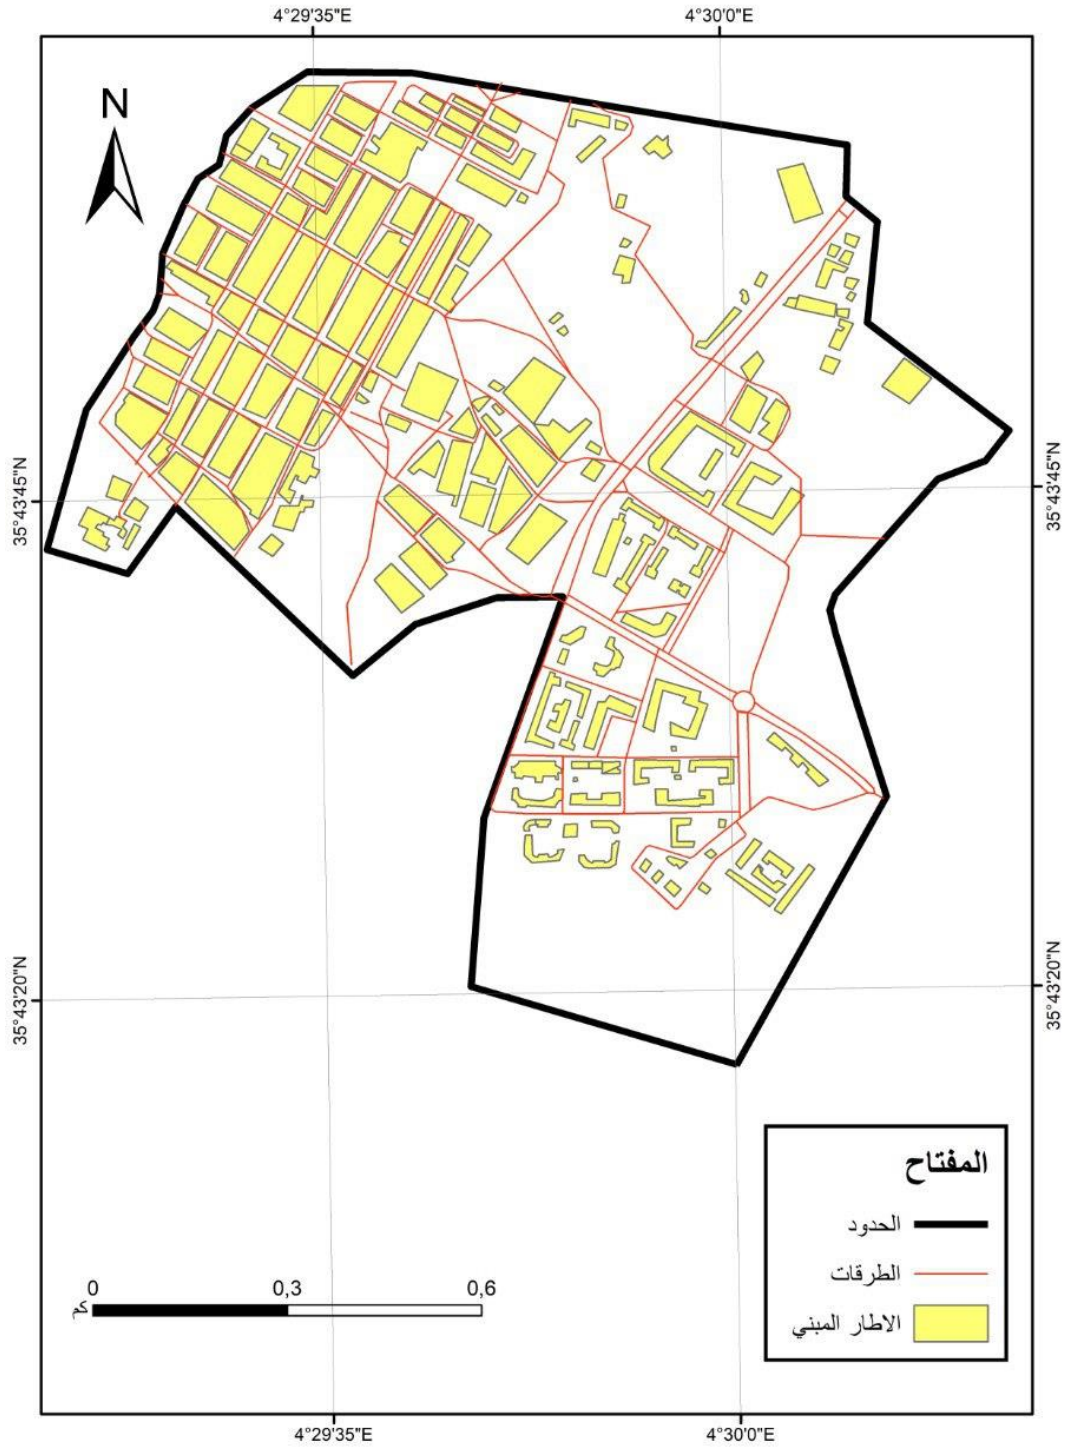 4°29'35"E
4°30'0"E
N
35°43'45"N
35°43'45"N
35°43'20"N
35°43'20"N
المفتاح
الحدود
الطرقات
الاطار المبني
0
0,3
0,6
كم
4°29'35"E
4°30'0"E